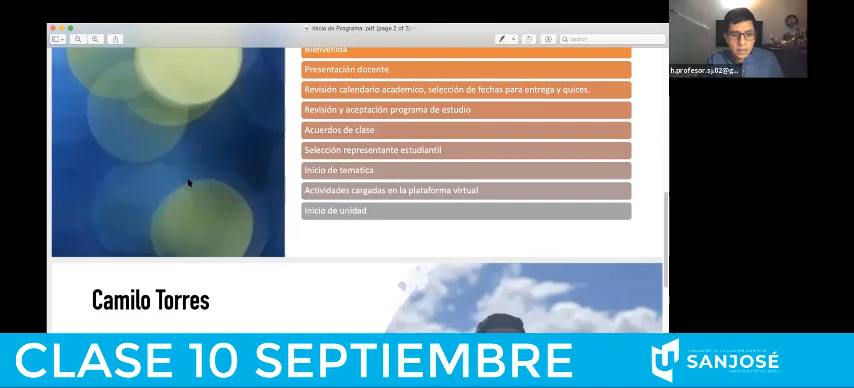 Inicio de Programa .pdf (page 2 of 3)
Search
Bienvenida
Presentación docente
Revisión calendario academico, selección de fechas para entrega y quices.
Revisión y aceptación programa de estudio
Acuerdos de clase
Selección representante estudiantil
Inicio de tematica
Actividades cargadas en la plataforma virtual
Inicio de unidad
h.profesor.sj.02@g...
Camilo Torres
CLASE 10 SEPTIEMBRE
SANJOSÉ